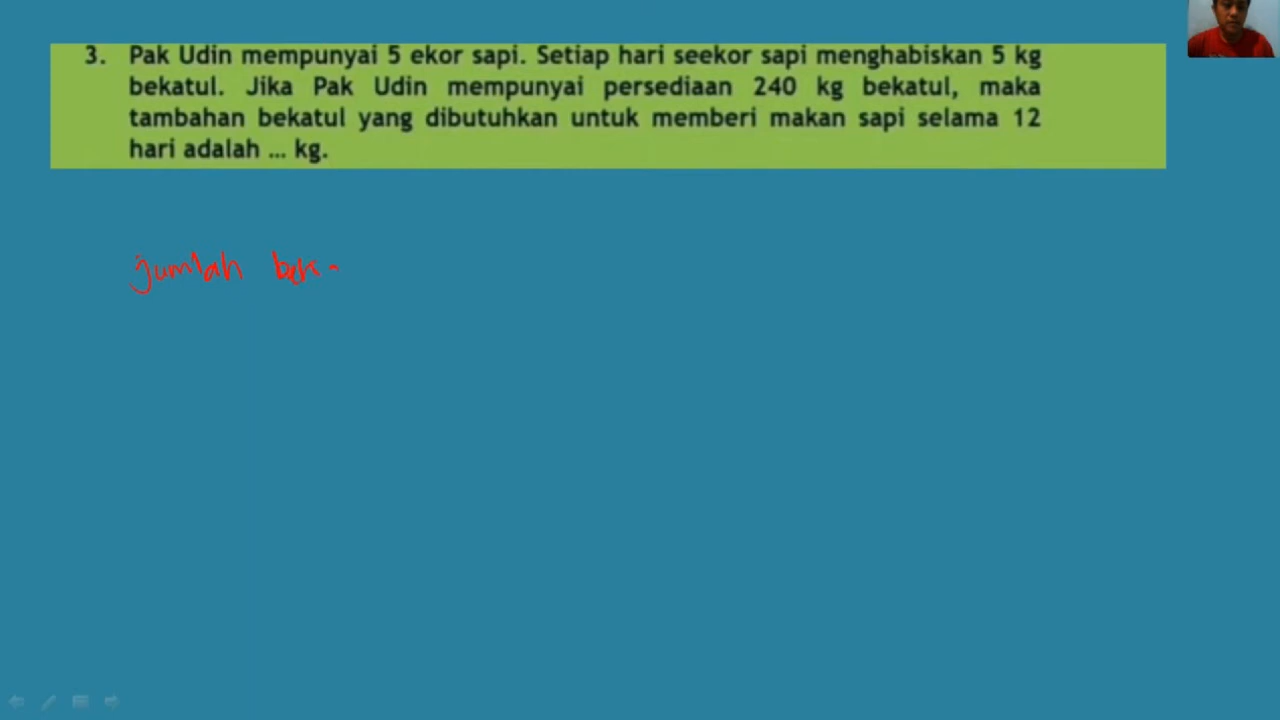 3. Pak Udin mempunyai 5 ekor sapi. Setiap hari seekor sapi menghabiskan 5 kg
bekatul. Jika Pak Udin mempunyai persediaan 240 kg bekatul, maka
tambahan bekatul yang dibutuhkan untuk memberi makan sapi selama 12
hari adalah ... kg.
jumlah bek